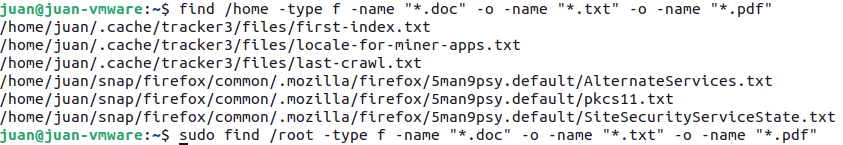 juan@juan-vmware:~$ find /home -type f -name "*.doc" -o -name "*.txt" -o -name "*.pdf"
/home/juan/.cache/tracker3/files/first-index.txt
/home/juan/.cache/tracker3/files/locale-for-miner-apps.txt
/home/juan/.cache/tracker3/files/last-crawl.txt
/home/juan/snap/firefox/common/.mozilla/firefox/5man9psy.default/AlternateServices.txt
/home/juan/snap/firefox/common/.mozilla/firefox/5man9psy.default/pkcs11.txt
/home/juan/snap/firefox/common/.mozilla/firefox/5man9psy.default/SiteSecurityServiceState.txt
juan@juan-vmware:~$ sudo find /root -type f -name "*.doc" -o -name "*.txt" -o -name "*.pdf"